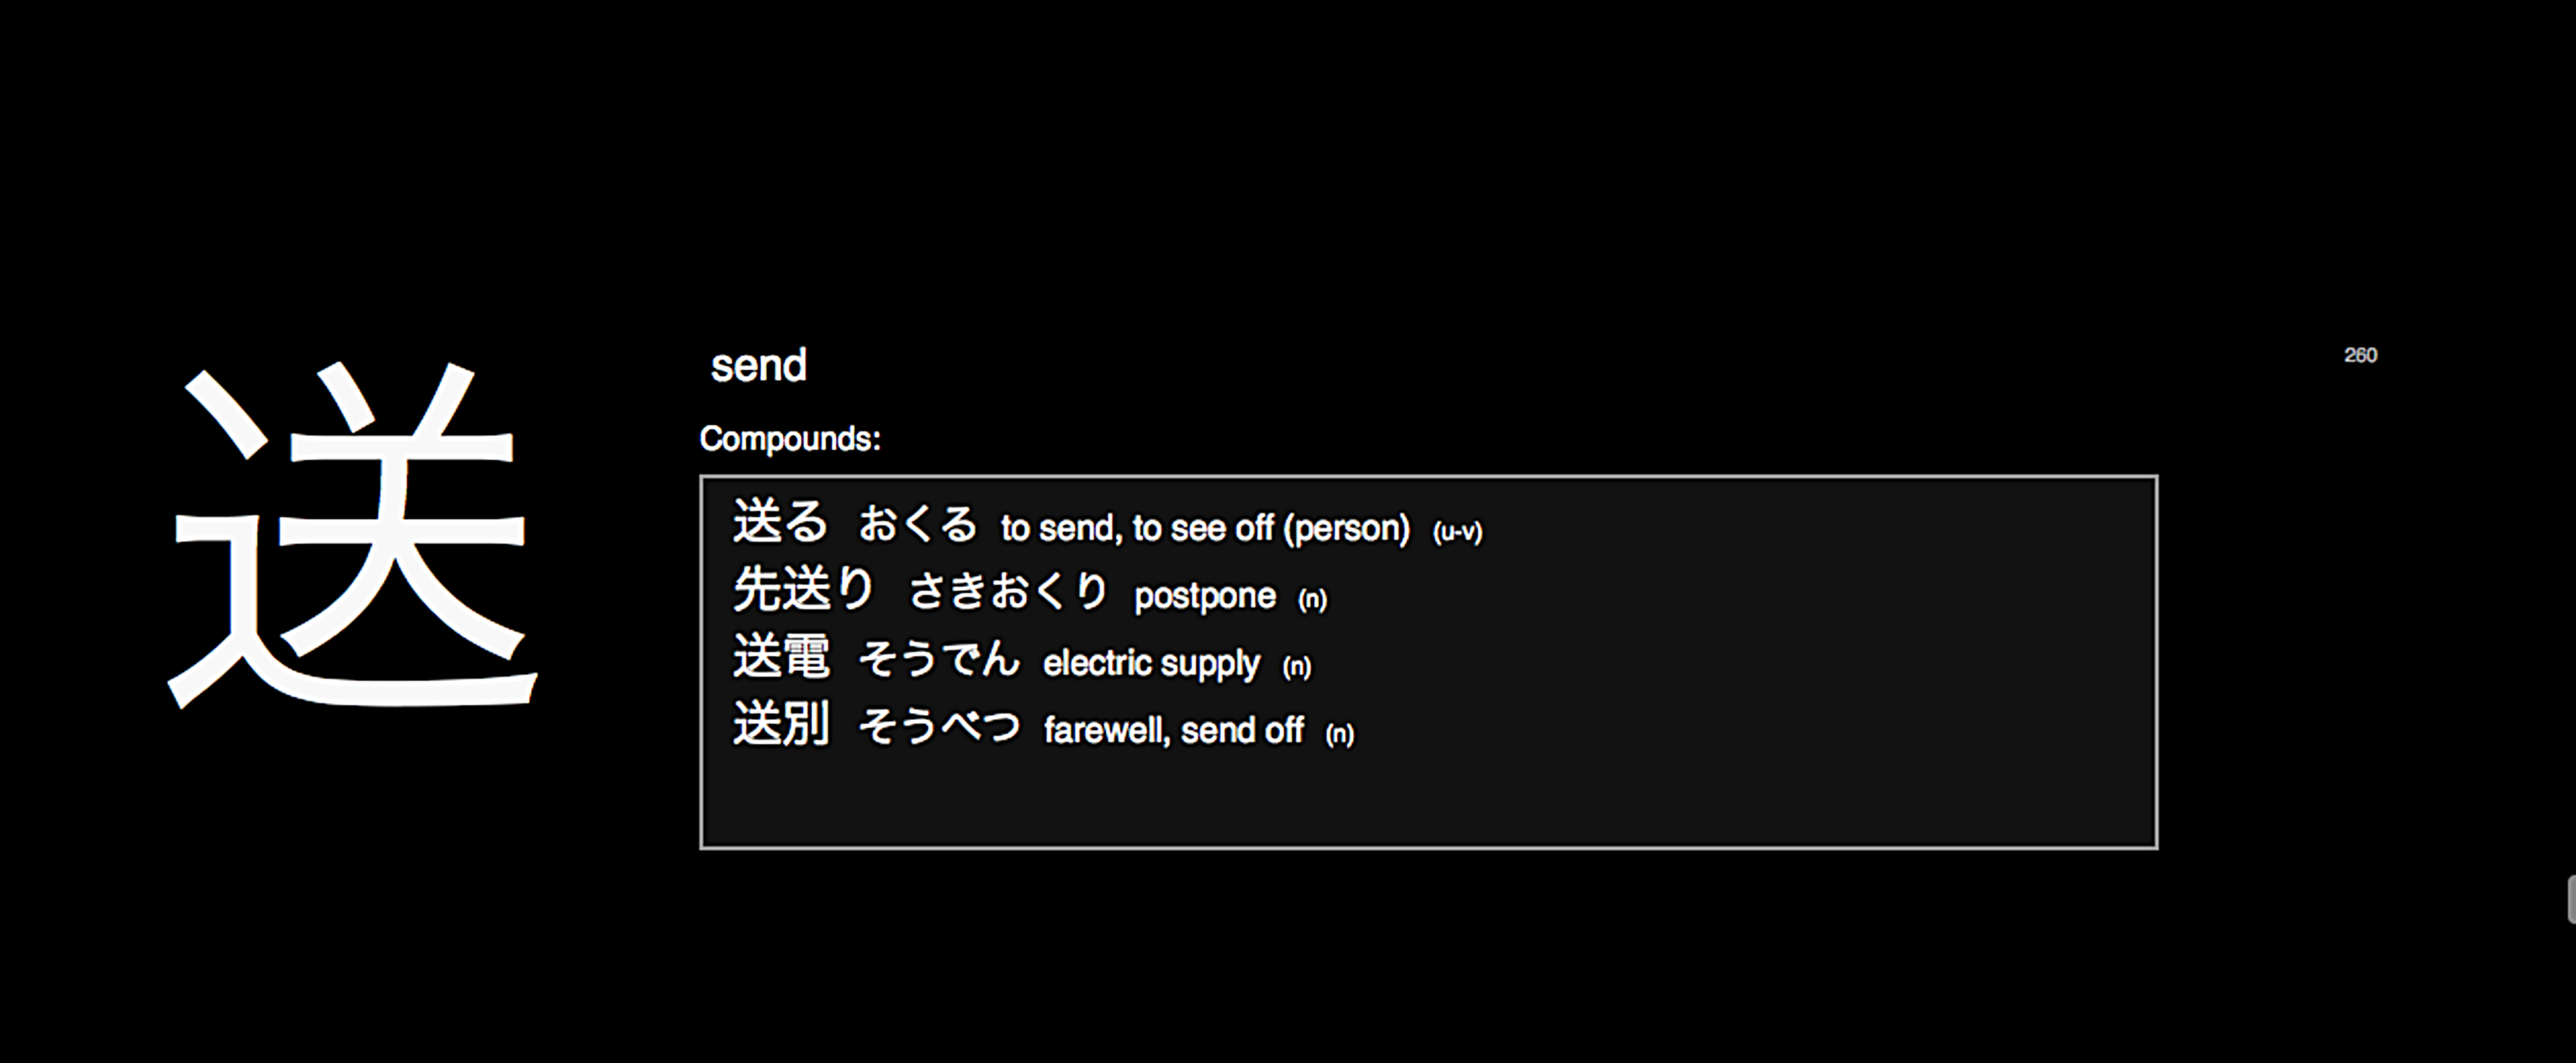 送
send
260
Compounds:
送る おくる to send, to see off (person) (u-v)
先送り さきおくり postpone (n)
送電 そうでん electric supply (n)
送別 そうべつ farewell, send off (n)